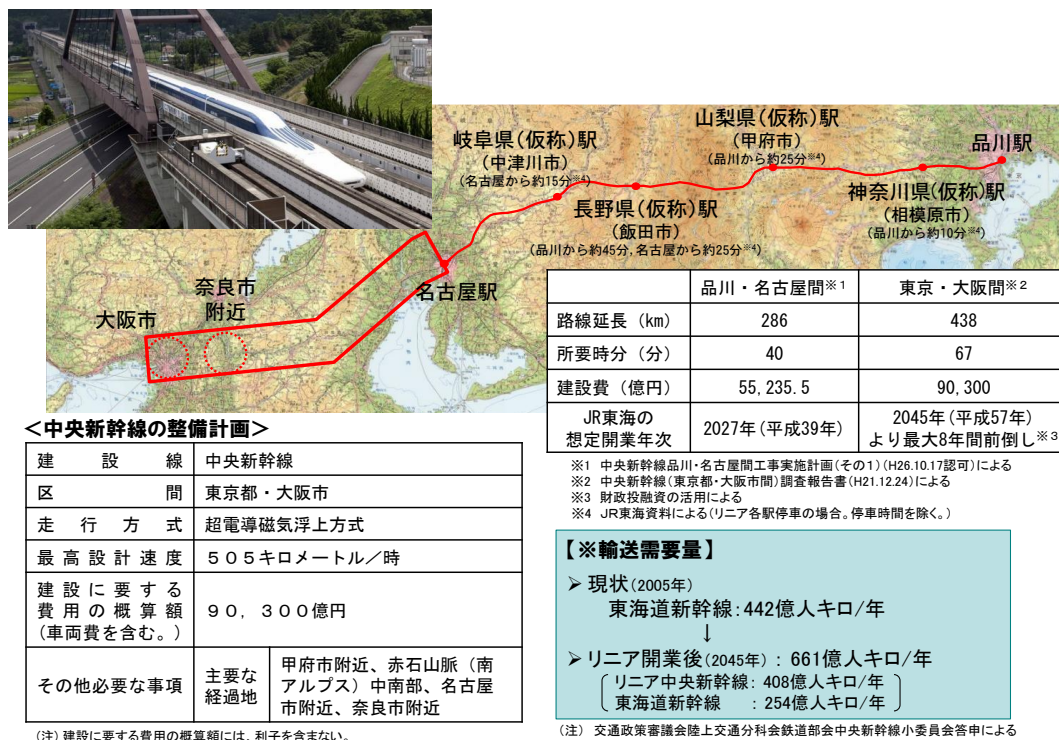 岐阜県(仮称)駅
(中津川市)
(名古屋から約15分※4)
山梨県(仮称)駅
(甲府市)
(品川から約25分※4)
品川駅
長野県(仮称)駅
(飯田市)
(品川から約45分,名古屋から約25分※4)
神奈川県(仮称)駅
(相模原市)
(品川から約10分※4)
名古屋駅
奈良市
附近
大阪市
品川・名古屋間※1 東京・大阪間※2
路線延長(km) 286 438
所要時分(分) 40 67
建設費(億円) 55,235.5 90,300
JR東海の
想定開業年次 2027年(平成39年) 2045年(平成57年)
より最大8年間前倒し※3
※1 中央新幹線品川・名古屋間工事実施計画(その1)(H26.10.17認可)による
※2 中央新幹線(東京都・大阪市間)調査報告書(H21.12.24)による
※3 財政投融資の活用による
※4 JR東海資料による(リニア各駅停車の場合。停車時間を除く。)
<中央新幹線の整備計画>
建設線 中央新幹線
区間 東京都・大阪市
走行方式 超電導磁気浮上方式
最高設計速度 505キロメートル/時
建設に要する
費用の概算額
(車両費を含む。) 90,300億円
その他必要な事項 主要な
経過地 甲府市附近、赤石山脈(南
アルプス)中南部、名古屋
市附近、奈良市附近
(注)建設に要する費用の概算額には、利子を含まない。
【※輸送需要量】
➢ 現状(2005年)
東海道新幹線:442億人キロ/年
↓
➢ リニア開業後(2045年):661億人キロ/年
リニア中央新幹線:408億人キロ/年
東海道新幹線 :254億人キロ/年
(注) 交通政策審議会陸上交通分科会鉄道部会中央新幹線小委員会答申による